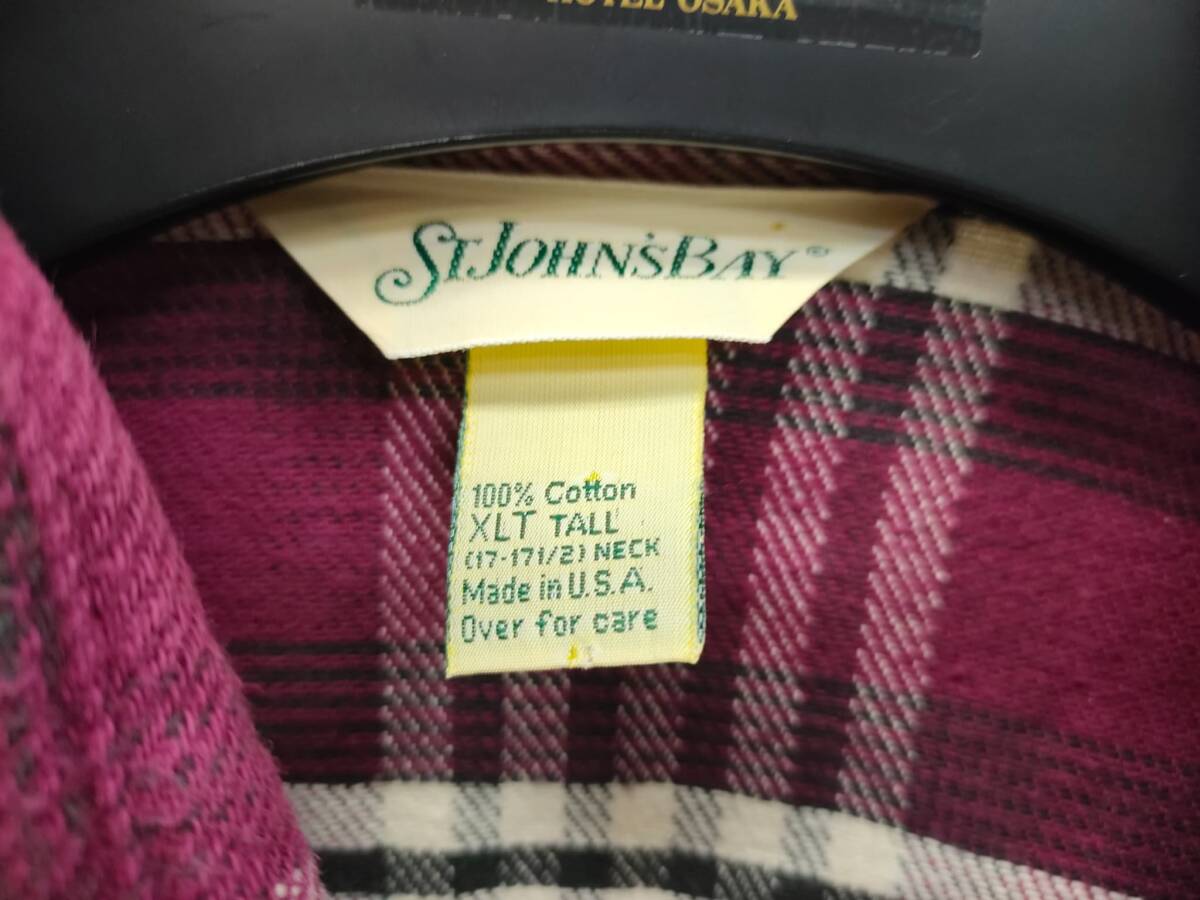 HOTEL OSAKA
ST. JOHN'S BAY®
100% Cotton
XLT TALL
(17-171/2) NECK
Made in U.S.A.
Over for care